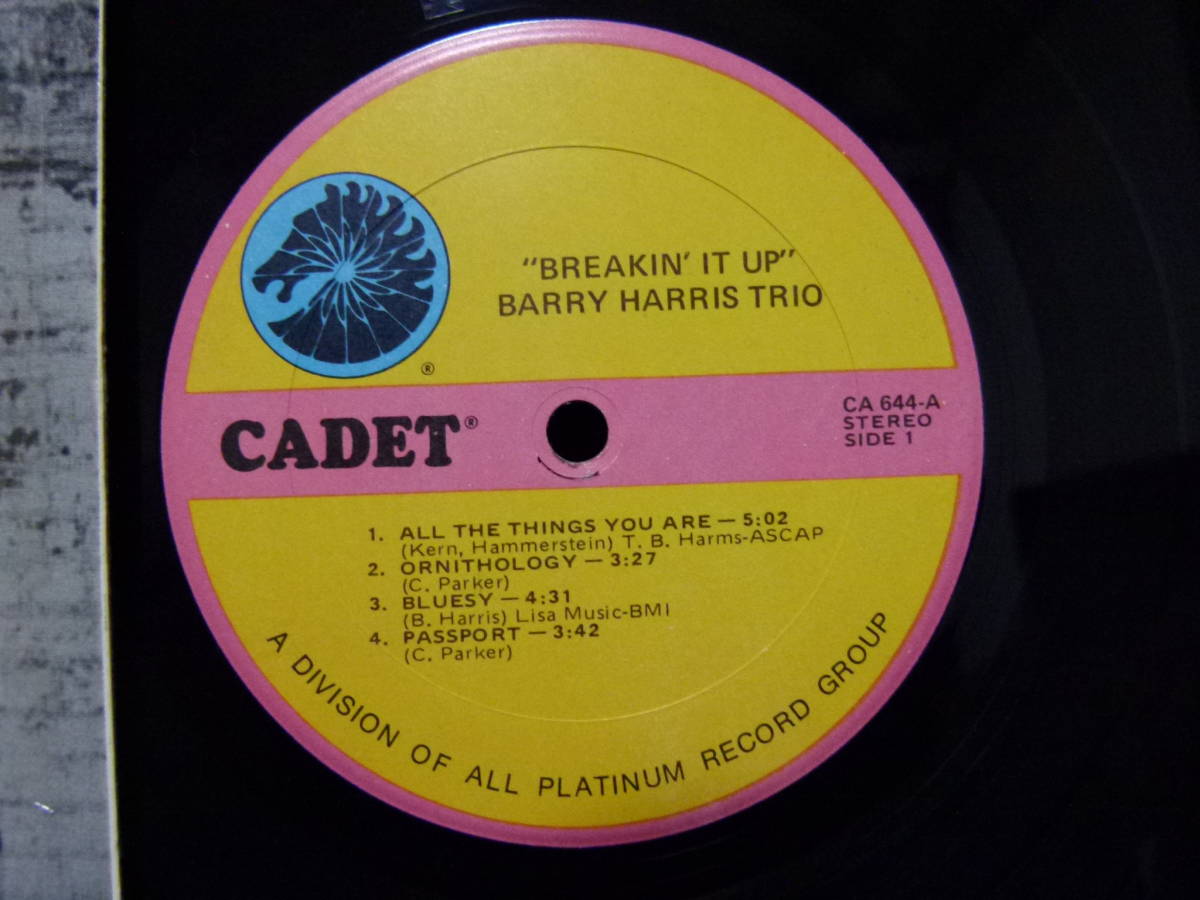 "BREAKIN' IT UP"
BARRY HARRIS TRIO
®
CADET®
CA 644-A
STEREO
SIDE 1
1. ALL THE THINGS YOU ARE — 5:02
(Kern, Hammerstein) T. B. Harms-ASCAP
2. ORNITHOLOGY — 3:27
(C. Parker)
3. BLUESY — 4:31
(B. Harris) Lisa Music-BMI
4. PASSPORT — 3:42
(C. Parker)
A DIVISION OF ALL PLATINUM RECORD GROUP